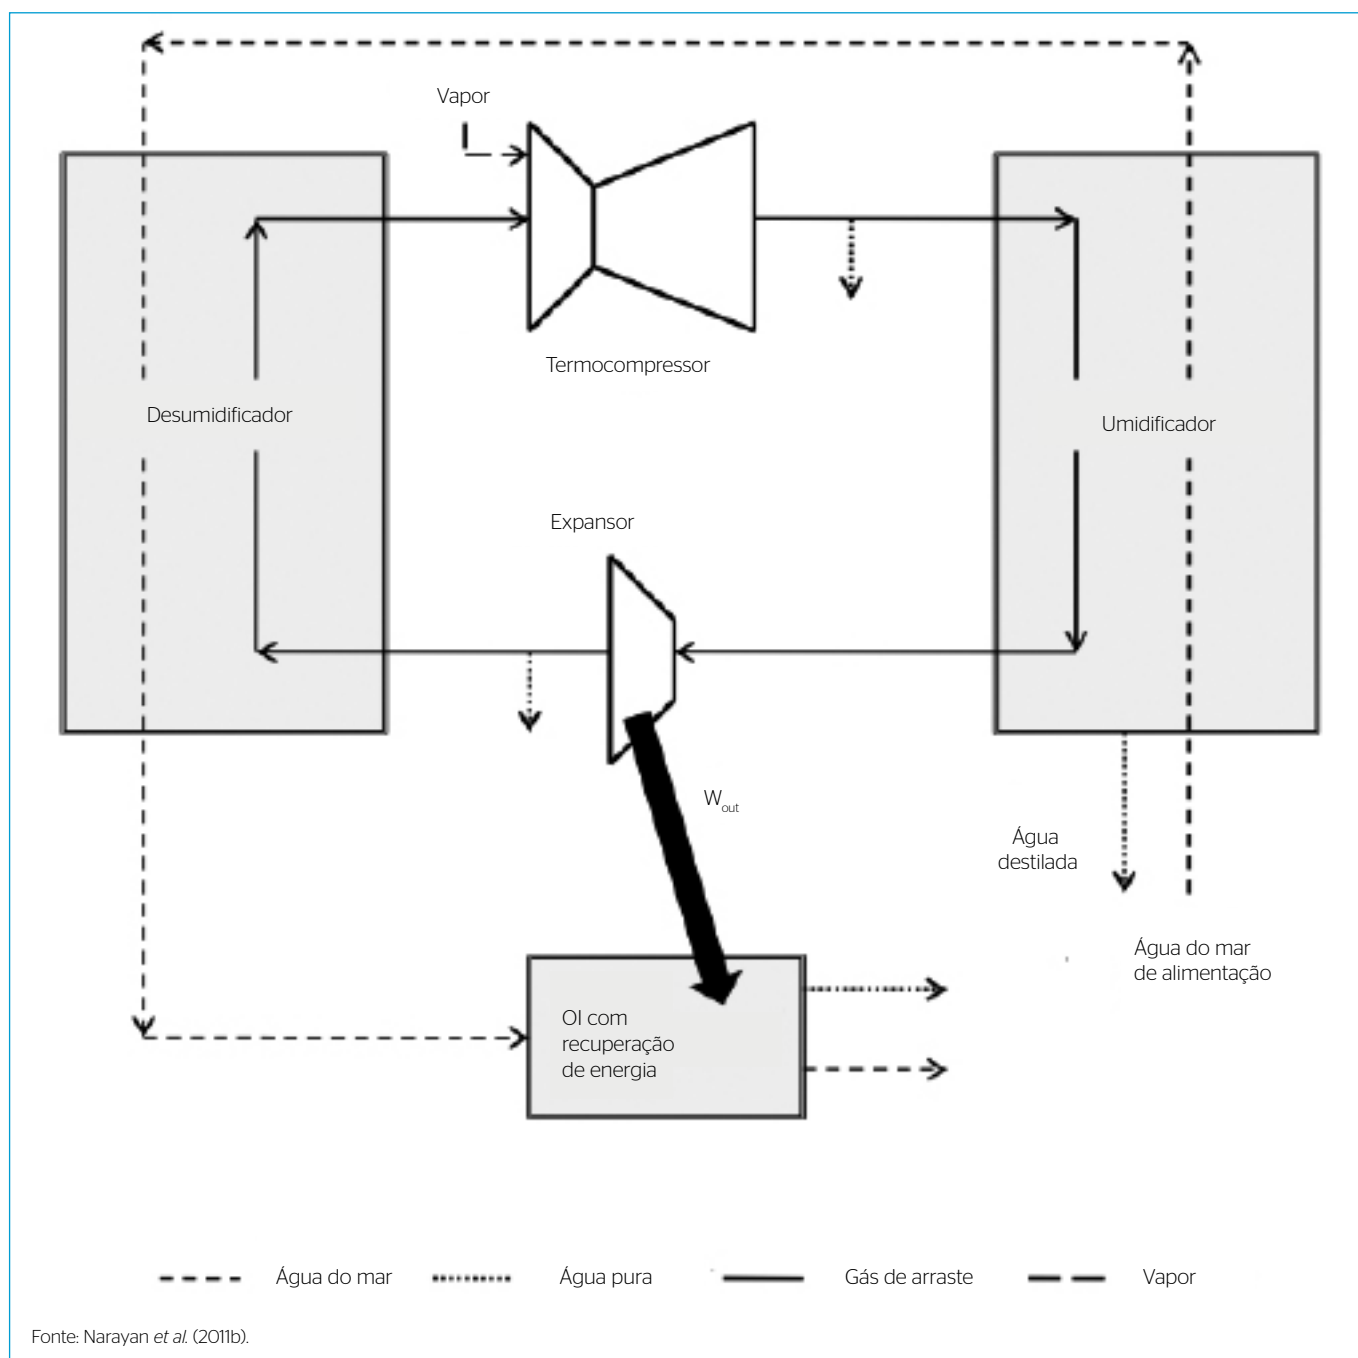 Vapor
Termocompressor
Desumidificador
Umidificador
Expansor
Wout
Água
destilada
Água do mar
de alimentação
OI com
recuperação
de energia
Água do mar
Água pura
Gás de arraste
Vapor
Fonte: Narayan et al. (2011b).